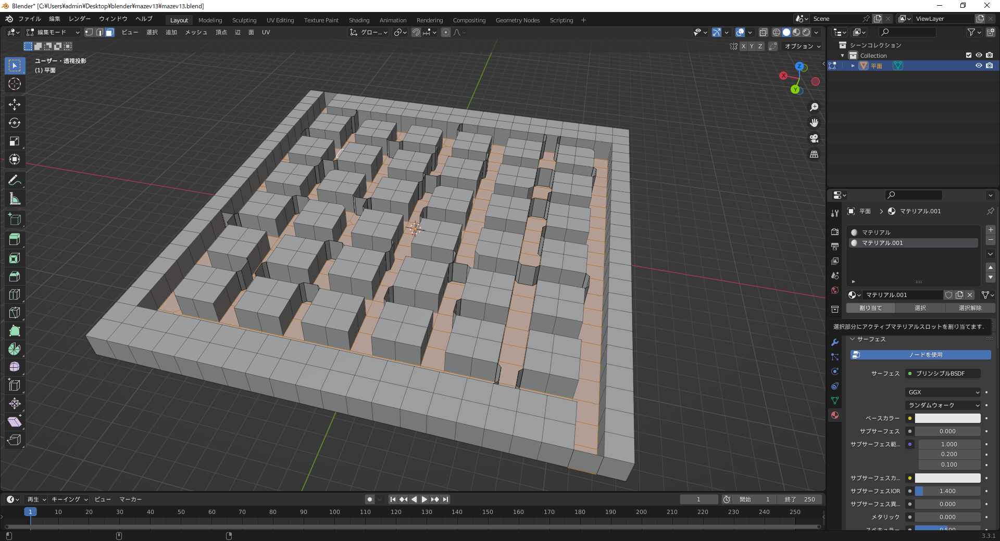 Blender* [C:¥Users¥admin¥Desktop¥blender¥mazev13¥mazev13.blend]
ファイル 編集 レンダー ウィンドウ ヘルプ Layout Modeling Sculpting UV Editing Texture Paint Shading Animation Rendering Compositing Geometry Nodes Scripting + Scene ViewLayer
編集モード ビュー 選択 追加 メッシュ 頂点 辺 面 UV グロー...
X Y Z オプション
ユーザー・透視投影
(1) 平面
Z
X
Y
シーンコレクション
Collection
平面
平面 マテリアル.001
マテリアル
マテリアル.001
マテリアル.001
割り当て 選択 選択解除
選択部分にアクティブマテリアルスロットを割り当てます.
サーフェス
ノードを使用
サーフェス プリンシプルBSDF
GGX
ランダムウォーク
ベースカラー
サブサーフェス 0.000
サブサーフェス範... 1.000
0.200
0.100
サブサーフェスカ...
サブサーフェスIOR 1.400
サブサーフェス異... 0.000
メタリック 0.000
スペキュラー 0.500
再生 キーイング ビュー マーカー 1 開始 1 終了 250
1 10 20 30 40 50 60 70 80 90 100 110 120 130 140 150 160 170 180 190 200 210 220 230 240 250
3.3.1